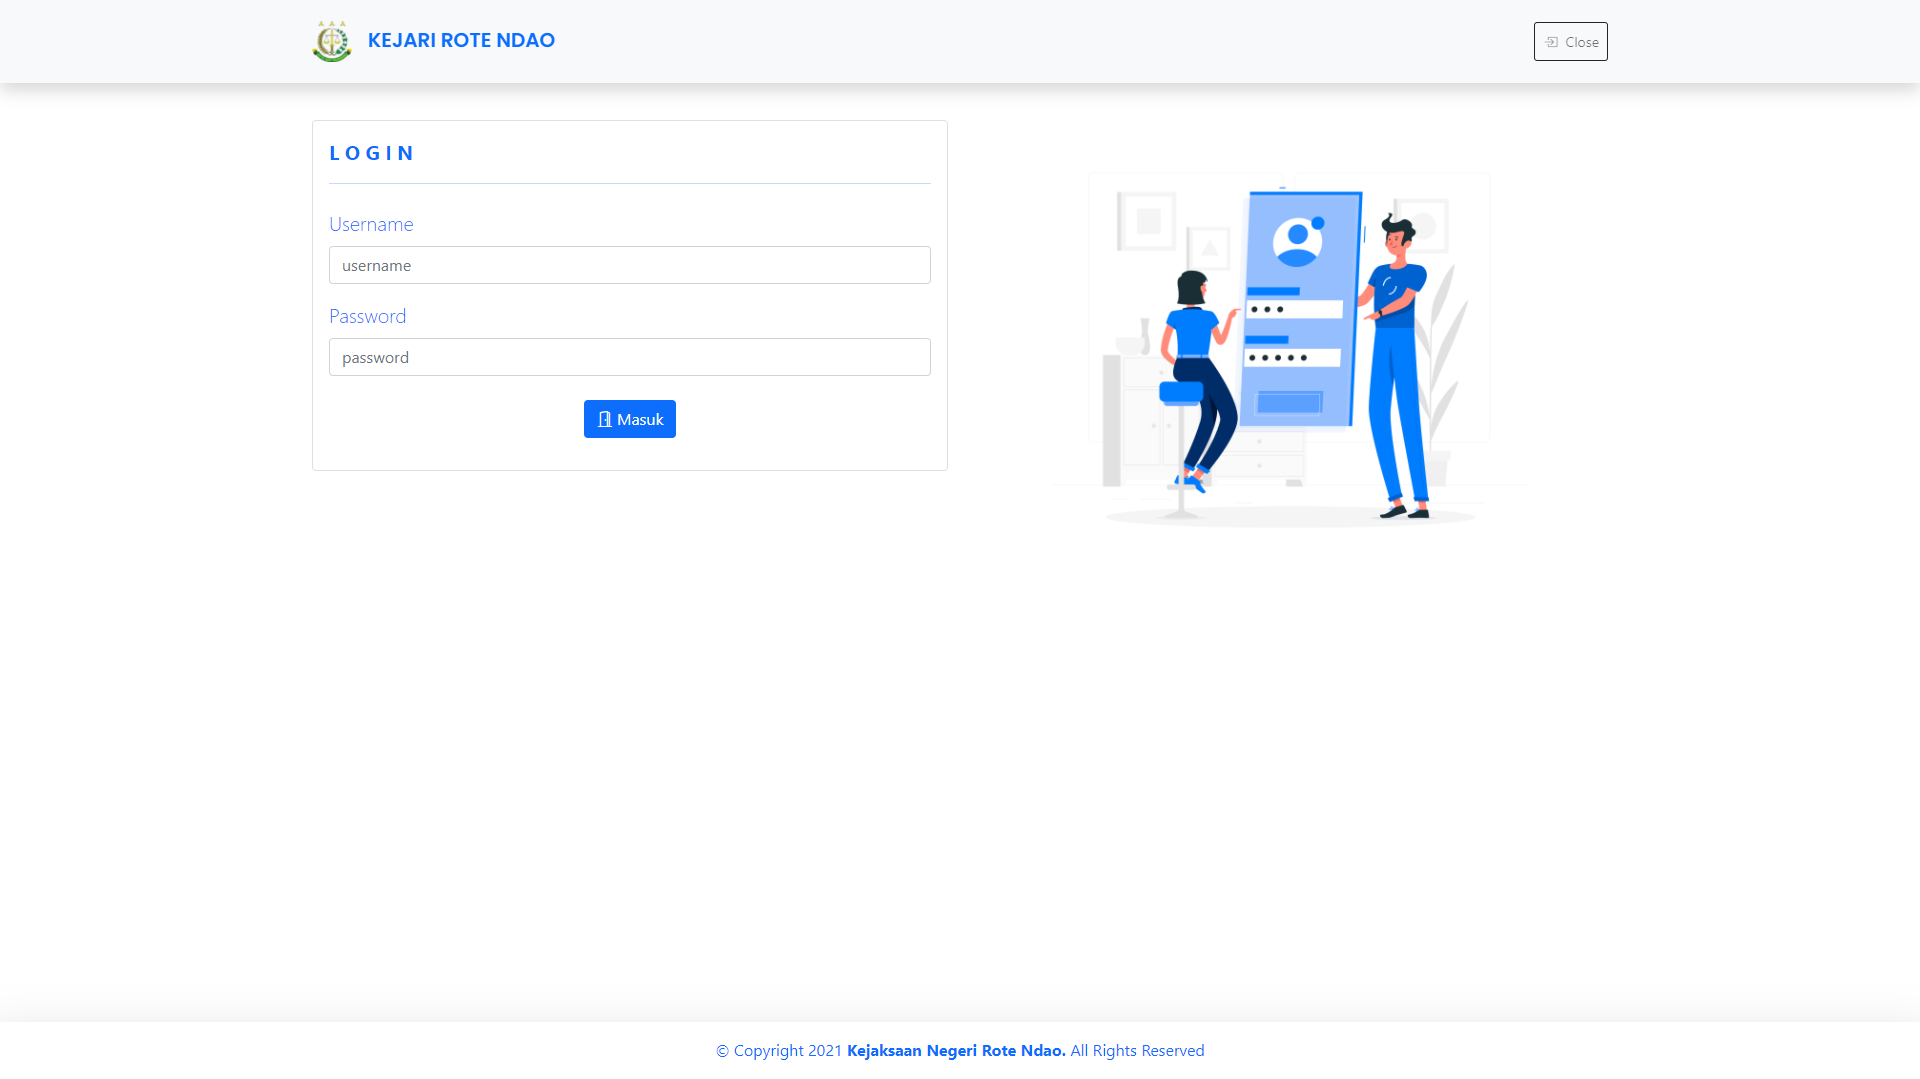 KEJARI ROTE NDAO
Close
LOGIN
Username
username
Password
password
Masuk
© Copyright 2021 Kejaksaan Negeri Rote Ndao. All Rights Reserved